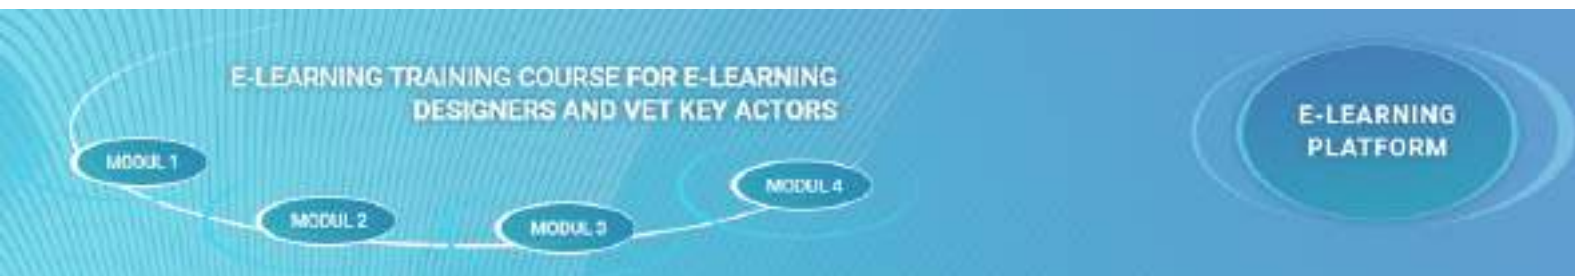 E-LEARNING TRAINING COURSE FOR E-LEARNING
DESIGNERS AND VET KEY ACTORS
MODUL 1
MODUL 2
MODUL 3
MODUL 4
E-LEARNING
PLATFORM